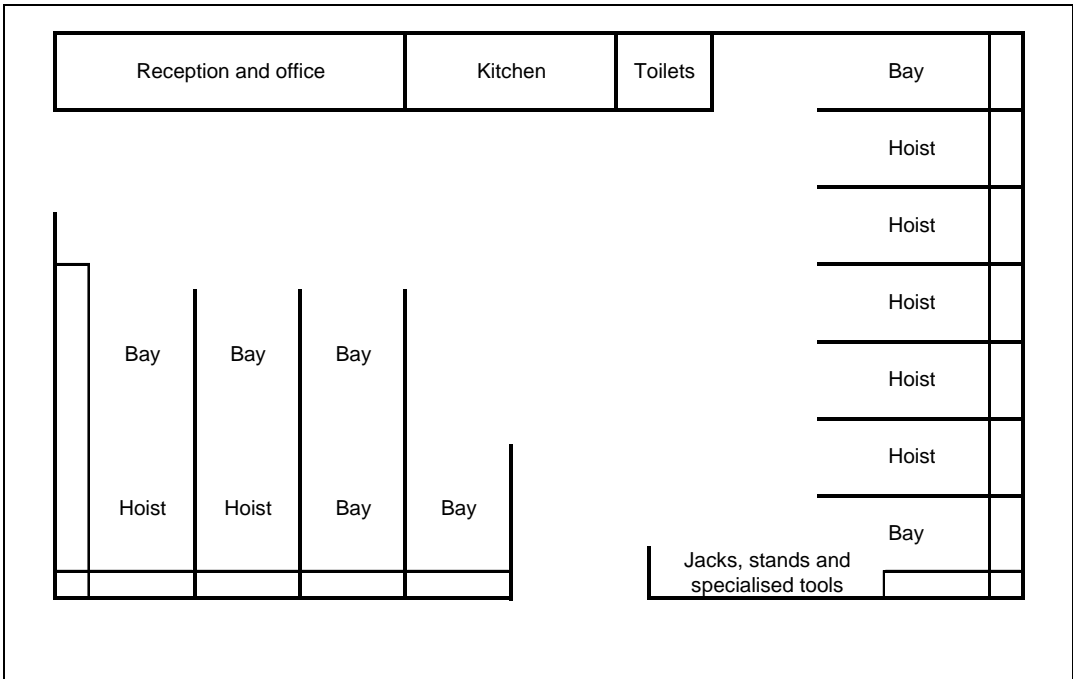 Reception and office
Kitchen
Toilets
Bay
Hoist
Hoist
Hoist
Bay
Bay
Bay
Hoist
Hoist
Hoist
Hoist
Bay
Bay
Bay
Jacks, stands and
specialised tools